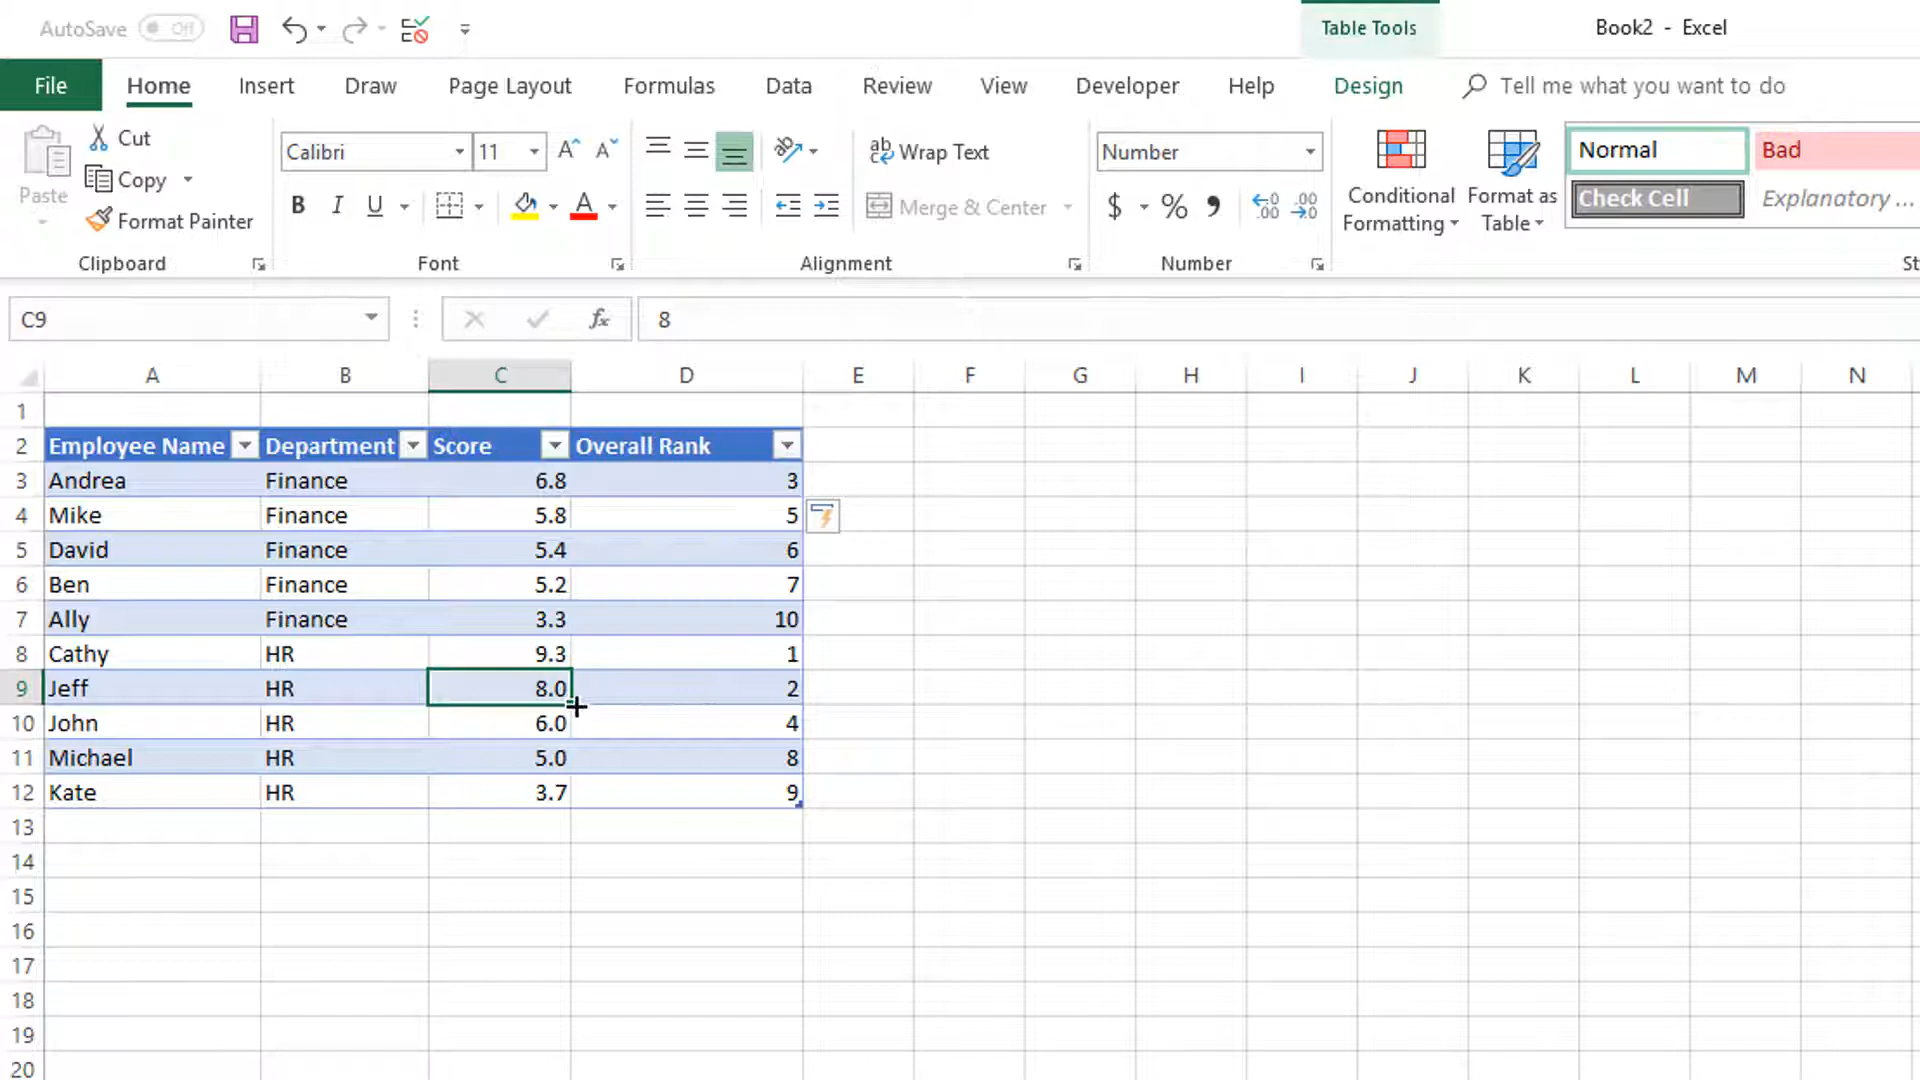 AutoSave Off Table Tools Book2 - Excel
File Home Insert Draw Page Layout Formulas Data Review View Developer Help Design Tell me what you want to do
Cut
Copy
Format Painter
Paste
Clipboard
Calibri 11
B I U A
Font
Wrap Text
Merge & Center
Alignment
Number
$ % 9
Number
Conditional Formatting
Format as Table
Normal Bad
Check Cell Explanatory ...
St
C9 fx 8
A B C D E F G H I J K L M N
1
2 Employee Name Department Score Overall Rank
3 Andrea Finance 6.8 3
4 Mike Finance 5.8 5
5 David Finance 5.4 6
6 Ben Finance 5.2 7
7 Ally Finance 3.3 10
8 Cathy HR 9.3 1
9 Jeff HR 8.0 2
10 John HR 6.0 4
11 Michael HR 5.0 8
12 Kate HR 3.7 9
13
14
15
16
17
18
19
20